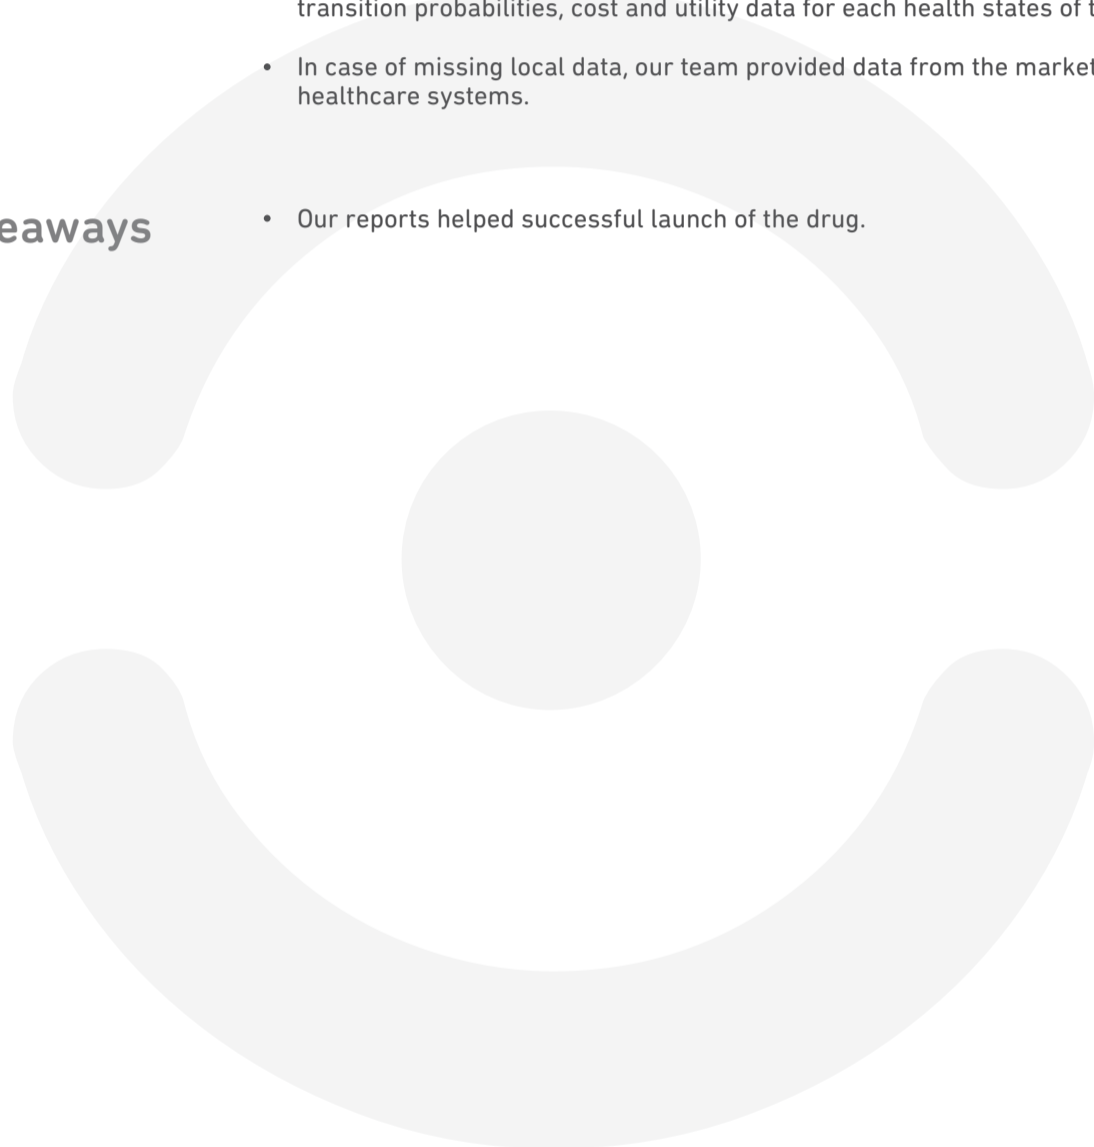 transition probabilities, cost and utility data for each health states of
• In case of missing local data, our team provided data from the market
healthcare systems.
eaways
• Our reports helped successful launch of the drug.